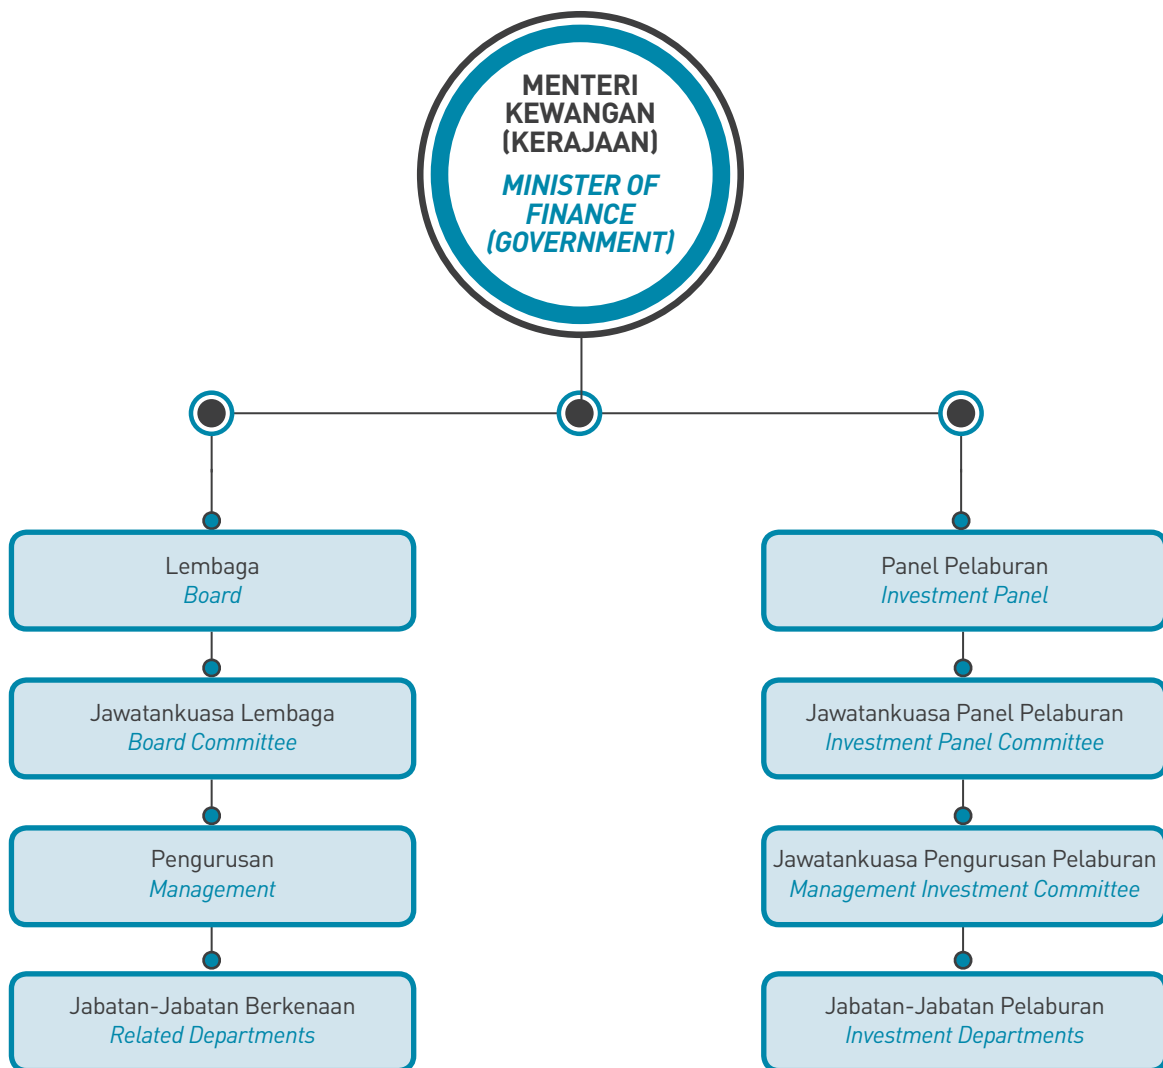 MENTERI
KEWANGAN
(KERAJAAN)
MINISTER OF
FINANCE
(GOVERNMENT)
Lembaga
Board
Jawatankuasa Lembaga
Board Committee
Pengurusan
Management
Jabatan-Jabatan Berkenaan
Related Departments
Panel Pelaburan
Investment Panel
Jawatankuasa Panel Pelaburan
Investment Panel Committee
Jawatankuasa Pengurusan Pelaburan
Management Investment Committee
Jabatan-Jabatan Pelaburan
Investment Departments